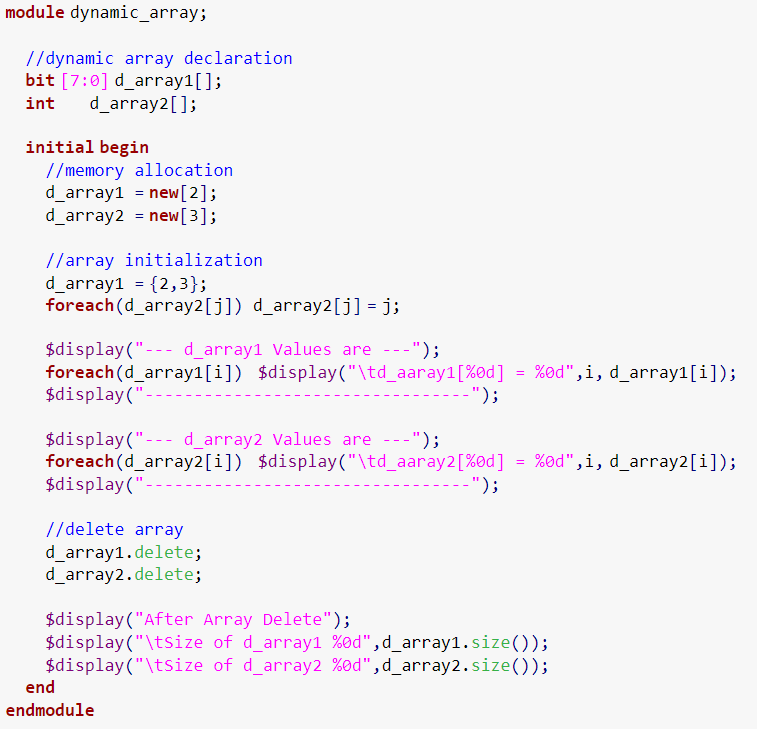 module dynamic_array;
//dynamic array declaration
bit [7:0] d_array1[];
int d_array2[];
initial begin
//memory allocation
d_array1 = new[2];
d_array2 = new[3];
//array initialization
d_array1 = {2,3};
foreach(d_array2[j]) d_array2[j] = j;
$display("--- d_array1 Values are ---");
foreach(d_array1[i]) $display("\td_aaray1[%0d] = %0d",i, d_array1[i]);
$display("---------------------------------");
$display("--- d_array2 Values are ---");
foreach(d_array2[i]) $display("\td_aaray2[%0d] = %0d",i, d_array2[i]);
$display("---------------------------------");
//delete array
d_array1.delete;
d_array2.delete;
$display("After Array Delete");
$display("\tSize of d_array1 %0d",d_array1.size());
$display("\tSize of d_array2 %0d",d_array2.size());
end
endmodule